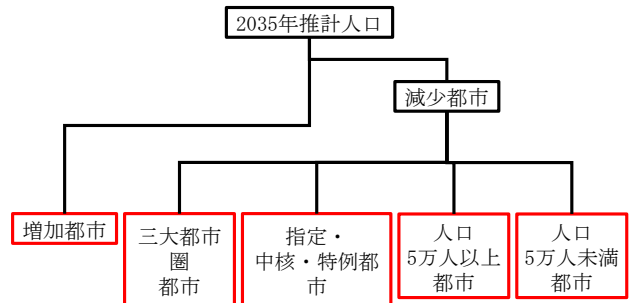 2035年推計人口
減少都市
増加都市
三大都市
圏
都市
指定・
中核・特例都
市
人口
5万人以上
都市
人口
5万人未満
都市